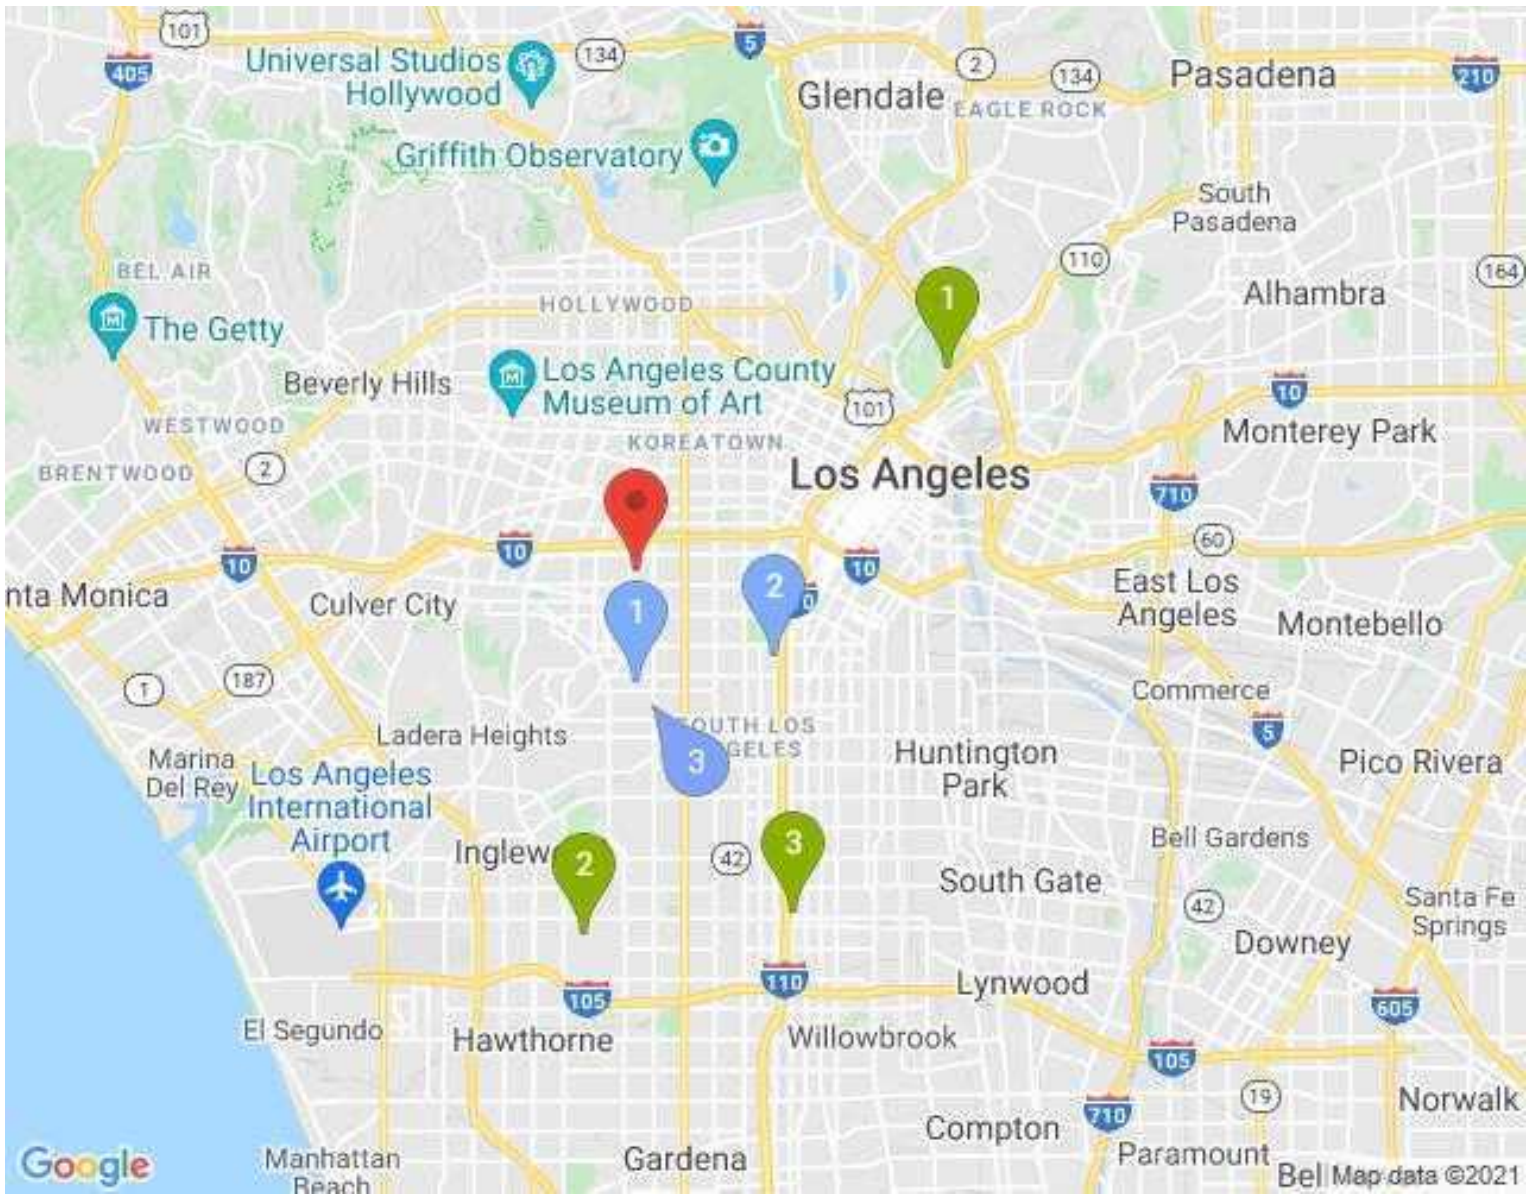 101
5
134
2
134
Pasadena
210
405
Universal Studios
Hollywood
Glendale
EAGLE ROCK
Griffith Observatory
South
Pasadena
110
164
BEL AIR
1
Alhambra
HOLLYWOOD
The Getty
Los Angeles County
Museum of Art
Beverly Hills
10
101
WESTWOOD
KOREATOWN
Monterey Park
BRENTWOOD
2
Los Angeles
710
10
10
10
60
nta Monica
Culver City
1
2
0
East Los
Angeles
Montebello
1
187
Commerce
Ladera Heights
OUTH LOS
GELES
5
Marina
Del Rey
3
Huntington
Park
Pico Rivera
Los Angeles
International
Airport
Inglew
2
42
3
Bell Gardens
South Gate
42
Santa Fe
Springs
Downey
105
110
Lynwood
605
El Segundo
Hawthorne
Willowbrook
105
710
19
Norwalk
Compton
Google
Manhattan
Beach
Gardena
Paramount
Bel
Map data ©2021